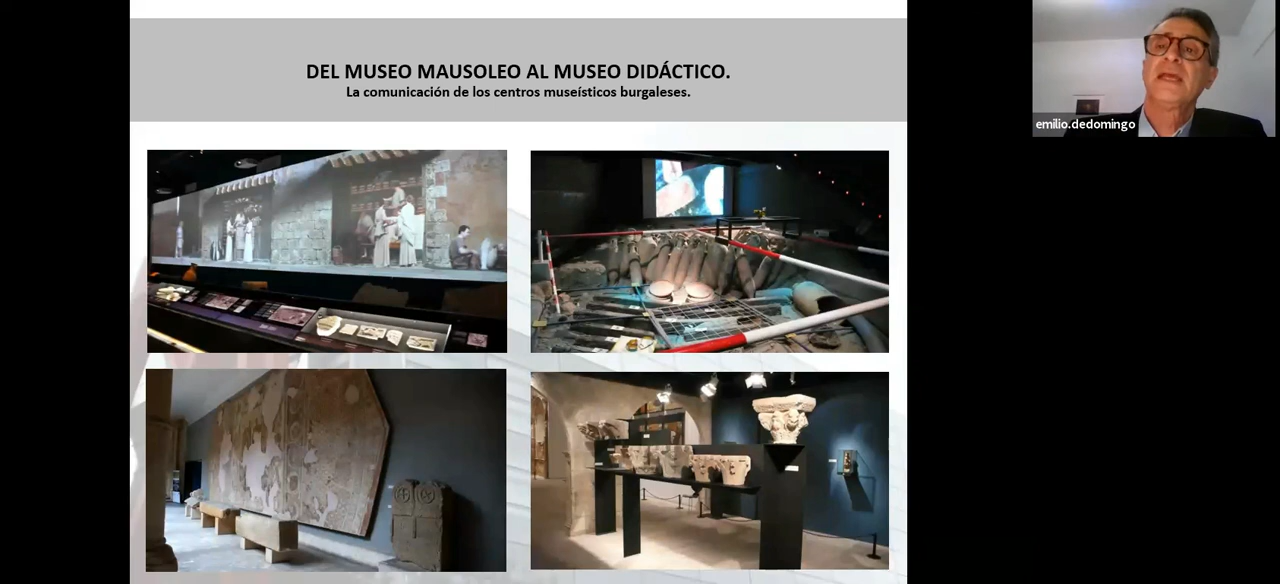 DEL MUSEO MAUSOLEO AL MUSEO DIDÁCTICO.
La comunicación de los centros museísticos burgaleses.
emilio.dedomingo